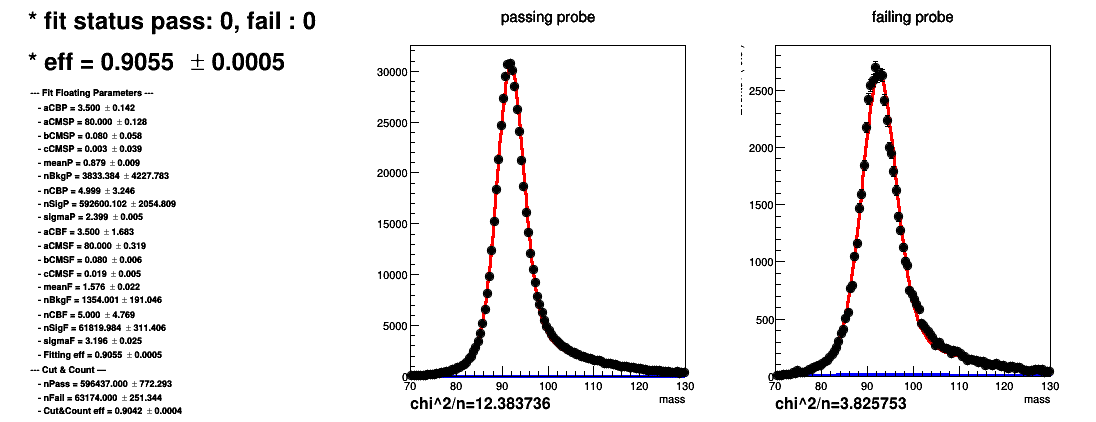 * fit status pass: 0, fail : 0
* eff = 0.9055 ± 0.0005
--- Fit Floating Parameters ---
- aCBP = 3.500 ± 0.142
- aCMSP = 80.000 ± 0.128
- bCMSP = 0.080 ± 0.058
- cCMSP = 0.003 ± 0.039
- meanP = 0.879 ± 0.009
- nBkgP = 3833.384 ± 4227.783
- nCBP = 4.999 ± 3.246
- nSigP = 592600.102 ± 2054.809
- sigmaP = 2.399 ± 0.005
- aCBF = 3.500 ± 1.683
- aCMSF = 80.000 ± 0.319
- bCMSF = 0.080 ± 0.006
- cCMSF = 0.019 ± 0.005
- meanF = 1.576 ± 0.022
- nBkgF = 1354.001 ± 191.046
- nCBF = 5.000 ± 4.769
- nSigF = 61819.984 ± 311.406
- sigmaF = 3.196 ± 0.025
- Fitting eff = 0.9055 ± 0.0005
--- Cut & Count ---
- nPass = 596437.000 ± 772.293
- nFail = 63174.000 ± 251.344
- Cut&Count eff = 0.9042 ± 0.0004
passing probe
30000
25000
20000
15000
10000
5000
0
70 80 90 100 110 120 130
mass
chi^2/n=12.383736
failing probe
2500
2000
1500
1000
500
0
70 80 90 100 110 120 130
mass
chi^2/n=3.825753